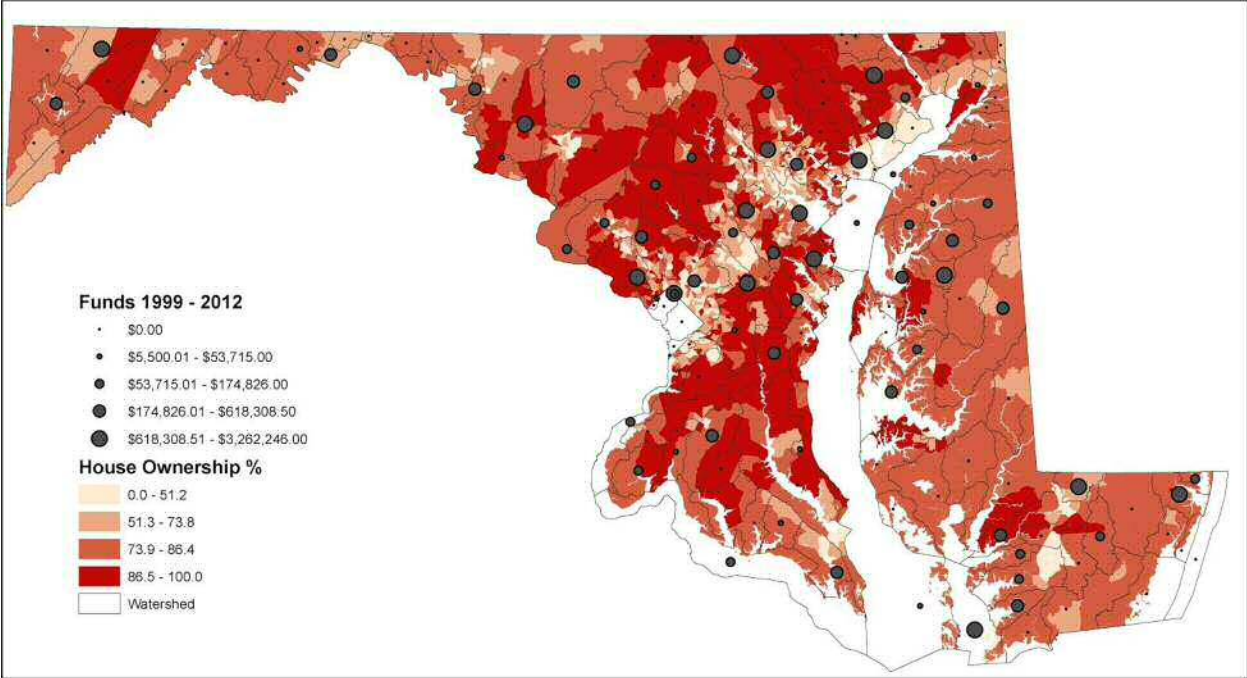 Funds 1999 - 2012
$0.00
$5,500.01 - $53,715.00
$53,715.01 - $174,826.00
$174,826.01 - $618,308.50
$618,308.51 - $3,262,246.00
House Ownership %
0.0 - 51.2
51.3 - 73.8
73.9 - 86.4
86.5 - 100.0
Watershed